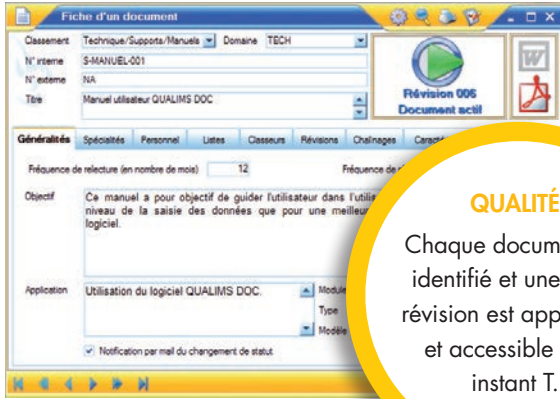 Fiche d'un document
Classement Technique/Supports/Manuels Domaine TECH
N° interne S-MANUEL-001
N° externe NA
Titre Manuel utilisateur QUALIMS DOC
Révision 006
Document actif
Généralités Spécialités Personnel Listes Classeurs Révisions Chaînages
Fréquence de relecture (en nombre de mois) 12 Fréquence de
Objectif Ce manuel a pour objectif de guider l'utilisateur dans
niveau de la saisie des données que pour une
logiciel.
Application Utilisation du logiciel QUALIMS DOC.
Module
Type
Modèle
Notification par mail du changement de statut
QUALITÉ
Chaque docum
identifié et une
révision est app
et accessible
instant T.